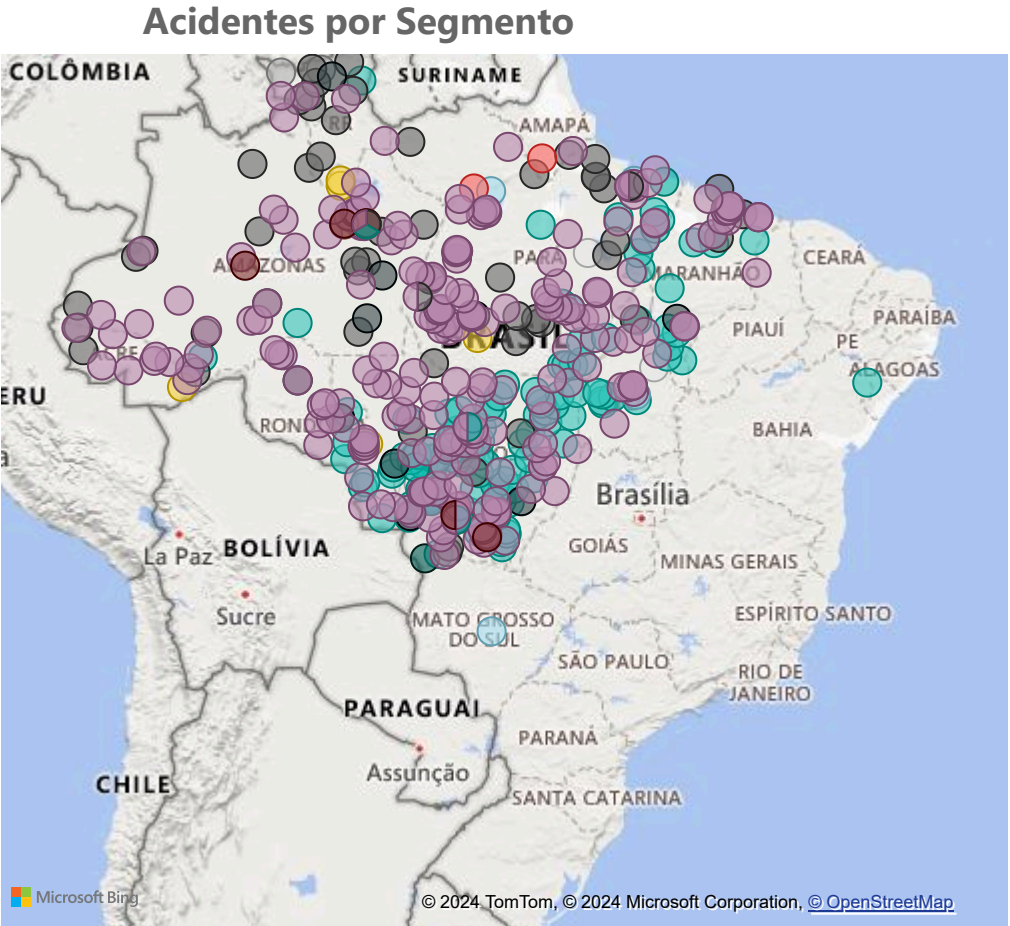 Acidentes por Segmento
COLÔMBIA
SURINAME
RR
AMAPÁ
AMAZONAS
PARÁ
MARANHÃO
CEARÁ
PARAÍBA
PIAUÍ
PE
ALAGOAS
BRASIL
ACRE
BAHIA
Brasília
GOIÁS
MINAS GERAIS
La Paz
BOLÍVIA
Sucre
MATO GROSSO
DO SUL
ESPÍRITO SANTO
SÃO PAULO
RIO DE
JANEIRO
PARAGUAI
PARANÁ
Assunção
CHILE
SANTA CATARINA
Microsoft Bing
© 2024 TomTom, © 2024 Microsoft Corporation, © OpenStreetMap